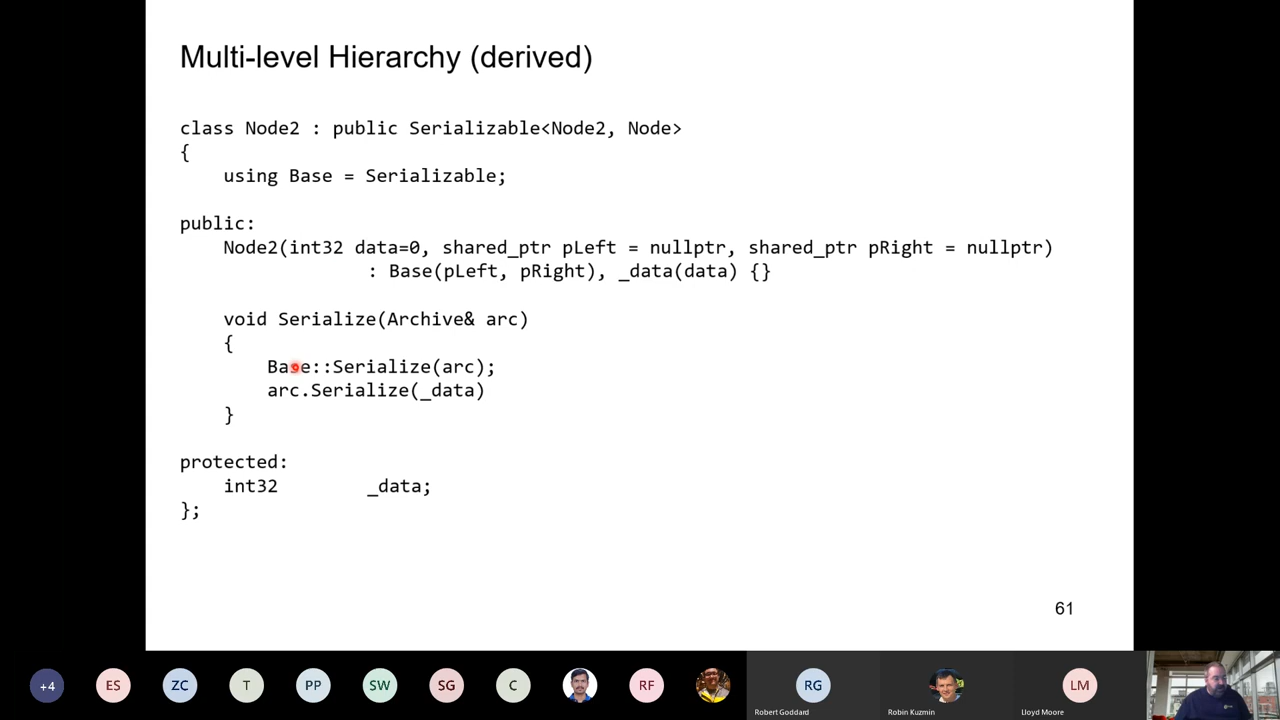 Multi-level Hierarchy (derived)
class Node2 : public Serializable<Node2, Node>
{
using Base = Serializable;
public:
Node2(int32 data=0, shared_ptr pLeft = nullptr, shared_ptr pRight = nullptr)
: Base(pLeft, pRight), _data(data) {}
void Serialize(Archive& arc)
{
Base::Serialize(arc);
arc.Serialize(_data)
}
protected:
int32 _data;
};
61
+4 ES ZC T PP SW SG C RF RG LM
Robert Goddard Robin Kuzmin Lloyd Moore